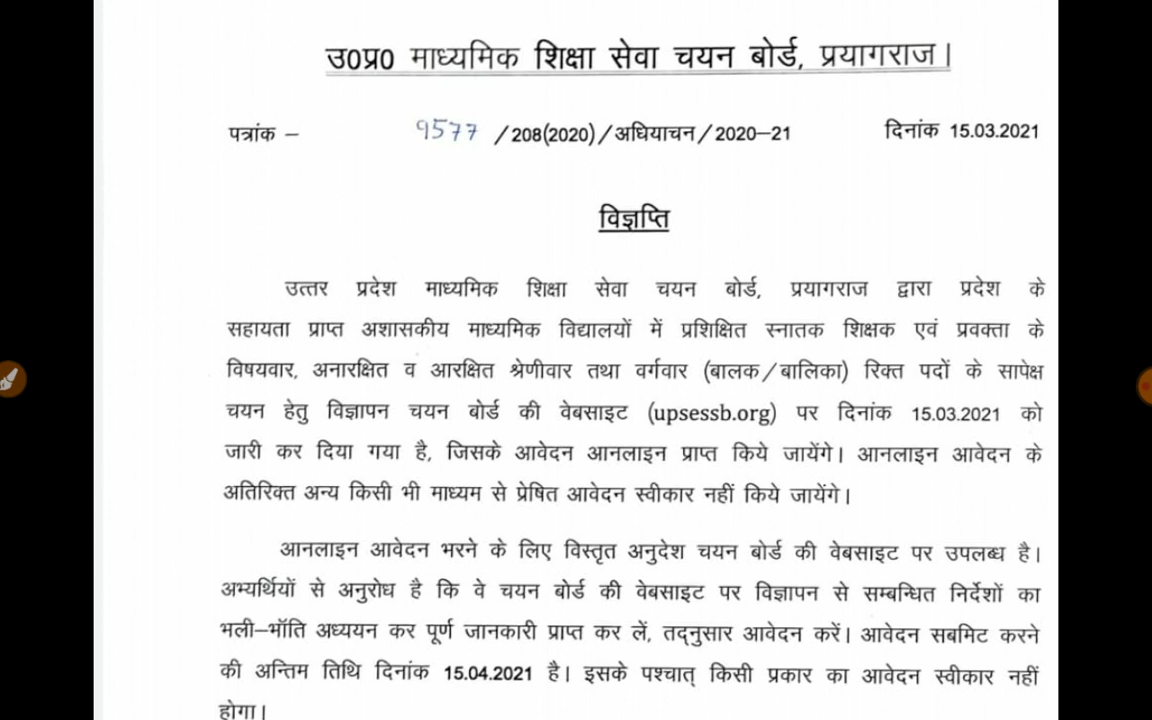 उ0प्र0 माध्यमिक शिक्षा सेवा चयन बोर्ड, प्रयागराज।
पत्रांक – 9577 /208(2020)/अधियाचन/2020–21 दिनांक 15.03.2021
विज्ञप्ति
उत्तर प्रदेश माध्यमिक शिक्षा सेवा चयन बोर्ड, प्रयागराज द्वारा प्रदेश के
सहायता प्राप्त अशासकीय माध्यमिक विद्यालयों में प्रशिक्षित स्नातक शिक्षक एवं प्रवक्ता के
विषयवार, अनारक्षित व आरक्षित श्रेणीवार तथा वर्गवार (बालक/बालिका) रिक्त पदों के सापेक्ष
चयन हेतु विज्ञापन चयन बोर्ड की वेबसाइट (upsessb.org) पर दिनांक 15.03.2021 को
जारी कर दिया गया है, जिसके आवेदन आनलाइन प्राप्त किये जायेंगे। आनलाइन आवेदन के
अतिरिक्त अन्य किसी भी माध्यम से प्रेषित आवेदन स्वीकार नहीं किये जायेंगे।
आनलाइन आवेदन भरने के लिए विस्तृत अनुदेश चयन बोर्ड की वेबसाइट पर उपलब्ध है।
अभ्यर्थियों से अनुरोध है कि वे चयन बोर्ड की वेबसाइट पर विज्ञापन से सम्बन्धित निर्देशों का
भली–भॉति अध्ययन कर पूर्ण जानकारी प्राप्त कर लें, तद्नुसार आवेदन करें। आवेदन सबमिट करने
की अन्तिम तिथि दिनांक 15.04.2021 है। इसके पश्चात् किसी प्रकार का आवेदन स्वीकार नहीं
होगा।